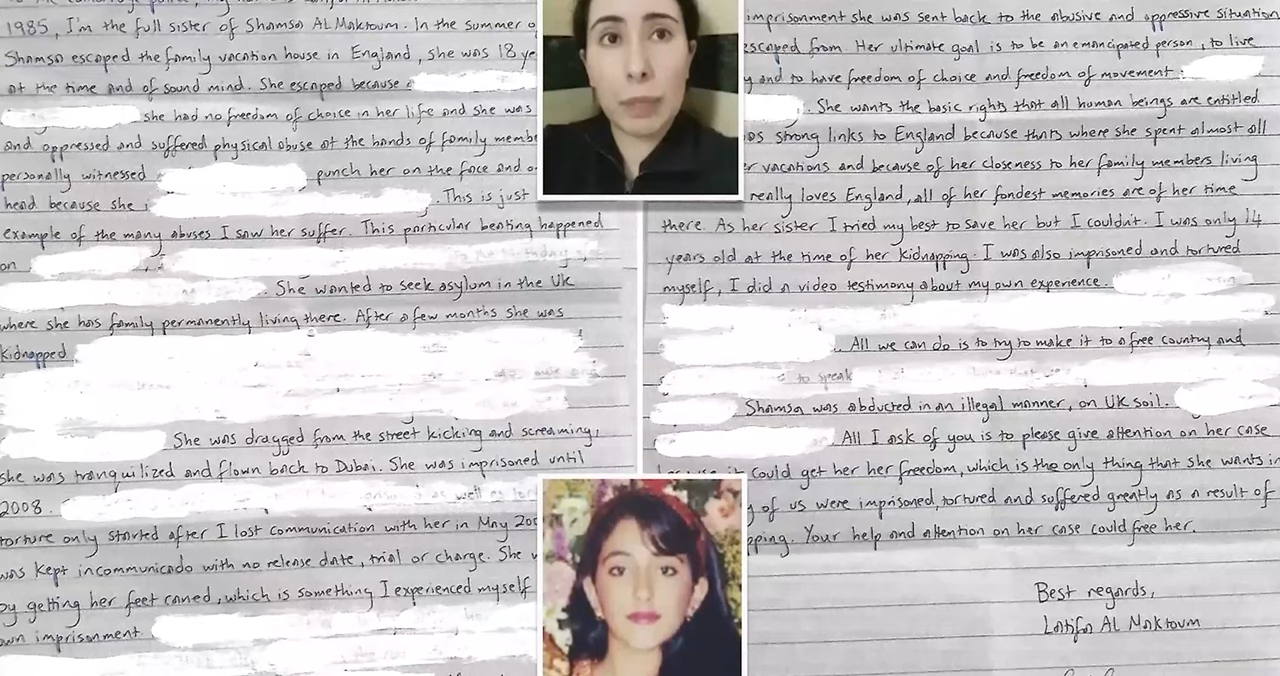 1985, I'm the full sister of Shamsa AL Maktoum. In the summer o
Shamsa escaped the family vacation house in England, she was 18 ye
at the time and of sound mind. She escaped because
she had no freedom of choice in her life and she was
and oppressed and suffered physical abuse at the hands of family memb
personally witnessed punch her on the face and
head because she . This is just
example of the many abuses I saw her suffer. This particular beating happened
on
. She wanted to seek asylum in the UK
where she has family permanently living there. After a few months she was
kidnapped
She was dragged from the street kicking and screaming,
she was tranquilized and flown back to Dubai. She was imprisoned until
2008. well as
torture only started after I lost communication with her in May 200
was kept incommunicado with no release date, trial or charge. She
by getting her feet caned, which is something I experienced myself
own imprisonment
imprisonment she was sent back to the abusive and oppressive situation
escaped from. Her ultimate goal is to be an emancipated person, to live
and to have freedom of choice and freedom of movement.
. She wants the basic rights that all human beings are entitled
as strong links to England because thats where she spent almost all
r vacations and because of her closeness to her family members living
really loves England, all of her fondest memories are of her time
there. As her sister I tried my best to save her but I couldn't. I was only 14
years old at the time of her kidnapping. I was also imprisoned and tortured
myself, I did a video testimony about my own experience.
. All we can do is to try to make it to a free country and
to speak
Shamsa was abducted in an illegal manner, on UK soil.
All I ask of you is to please give attention on her case
could get her her freedom, which is the only thing that she wants in
y of us were imprisoned, tortured and suffered greatly as a result of
pping. Your help and attention on her case could free her.
Best regards,
Latifa AL Maktoum